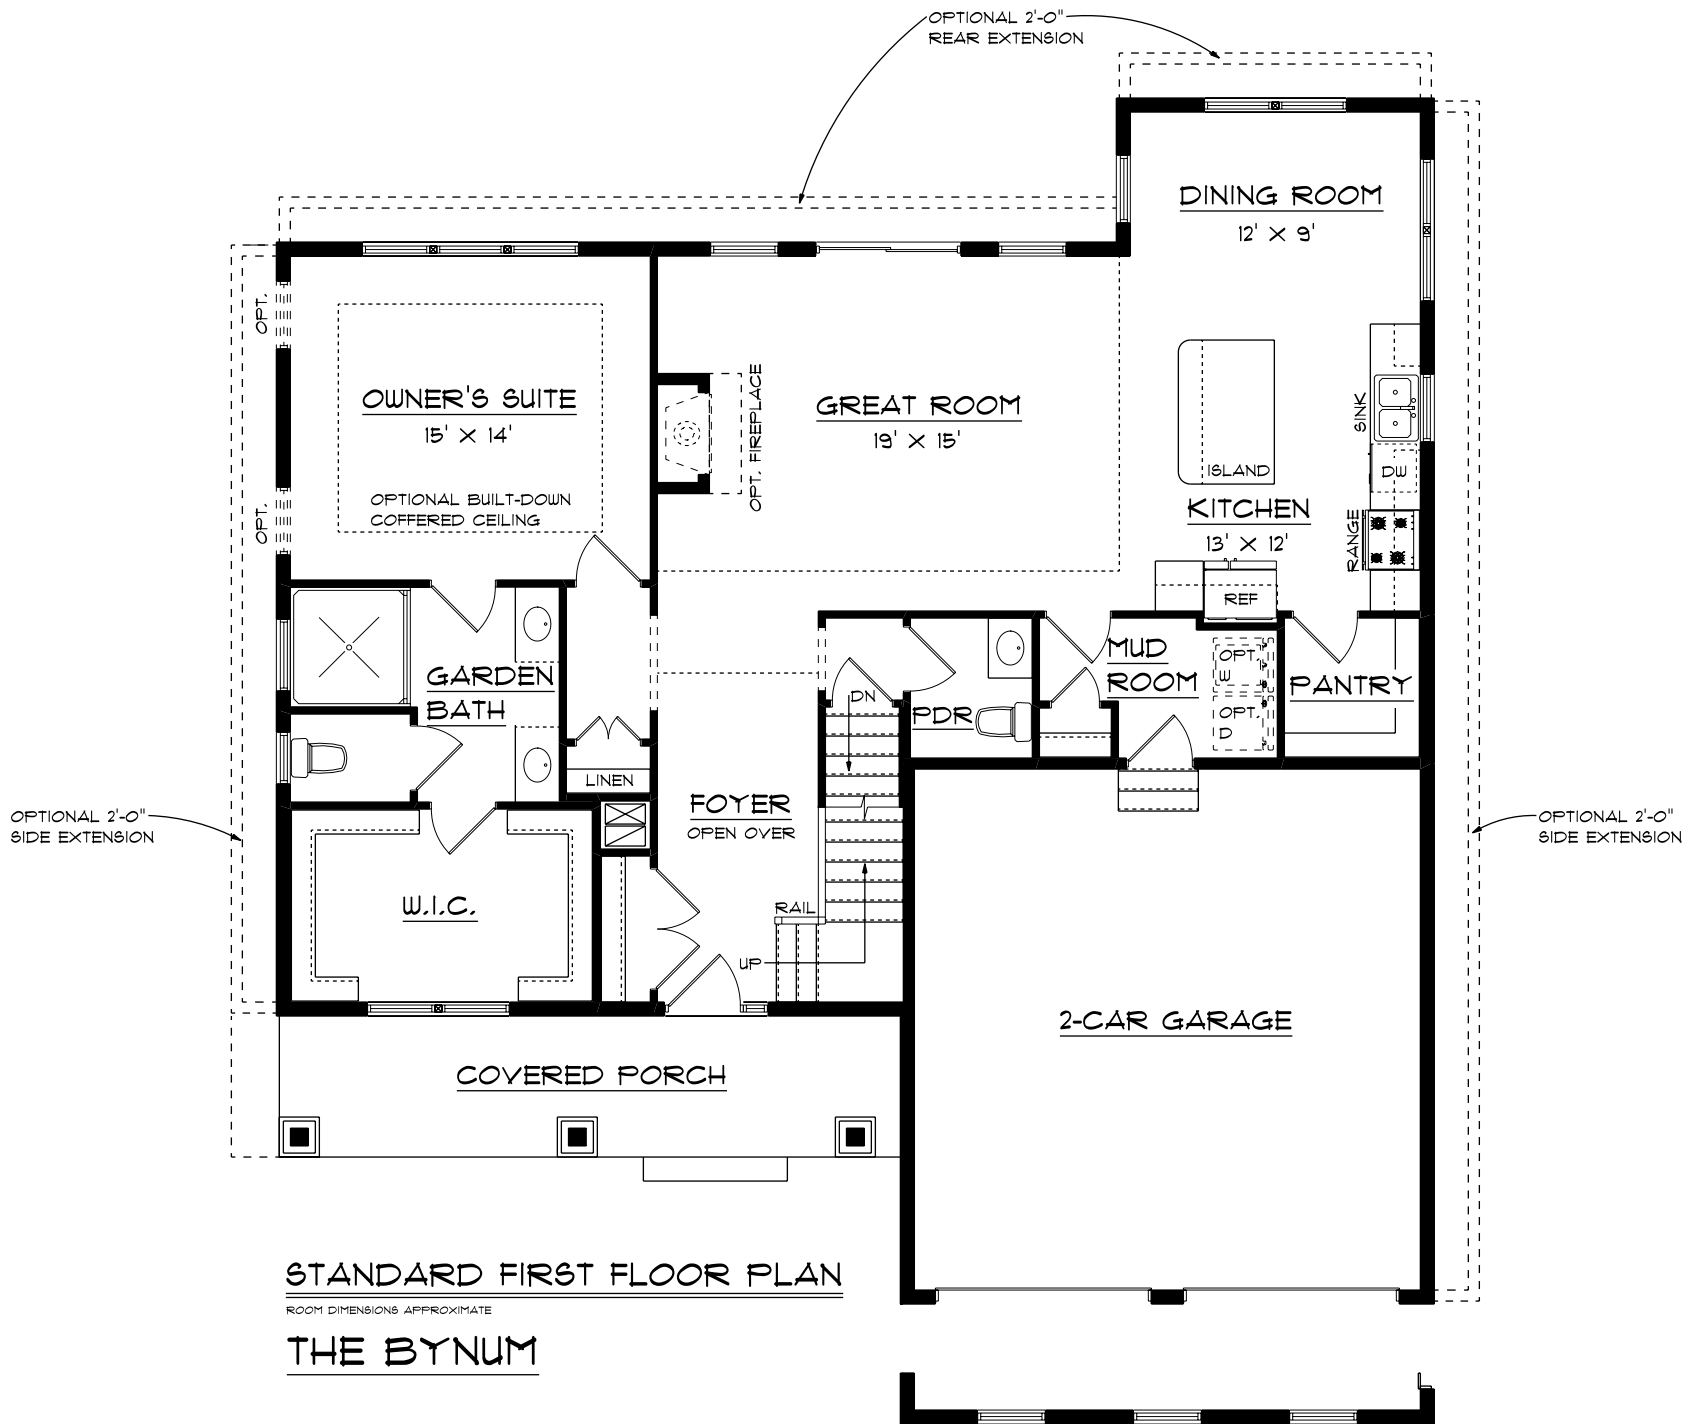 OPTIONAL 2'-0"
REAR EXTENSION
DINING ROOM
12' X 9'
OPT.
OWNER'S SUITE
15' X 14'
OPTIONAL BUILT-DOWN
COFFERED CEILING
OPT.
OPT. FIREPLACE
GREAT ROOM
19' X 15'
SINK
ISLAND
DW
KITCHEN
13' X 12'
RANGE
REF
GARDEN
BATH
LINEN
DN
PDR
MUD
ROOM
OPT.
W
OPT.
D
PANTRY
OPTIONAL 2'-0"
SIDE EXTENSION
FOYER
OPEN OVER
OPTIONAL 2'-0"
SIDE EXTENSION
W.I.C.
RAIL
UP
2-CAR GARAGE
COVERED PORCH
STANDARD FIRST FLOOR PLAN
ROOM DIMENSIONS APPROXIMATE
THE BYNUM